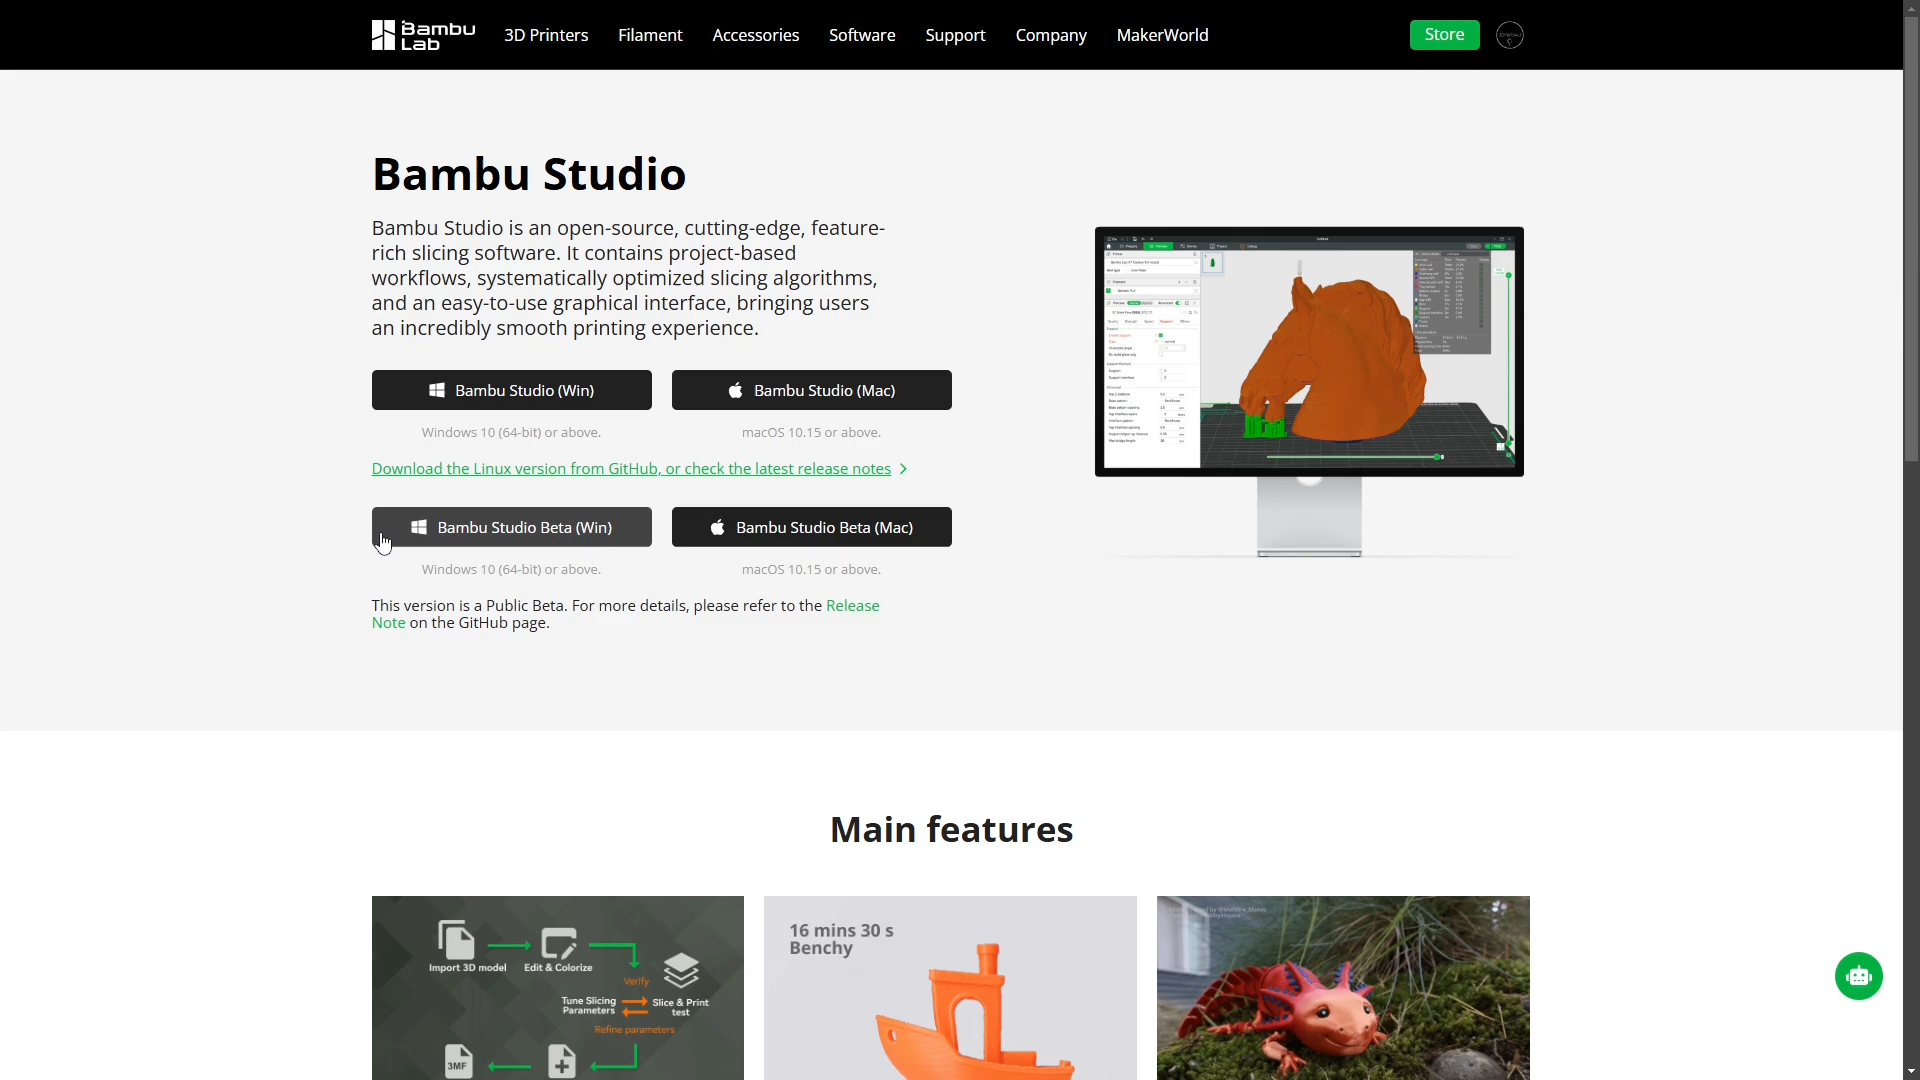 Bambu Lab
3D Printers
Filament
Accessories
Software
Support
Company
MakerWorld
Store
Bambu Studio
Bambu Studio is an open-source, cutting-edge, feature-
rich slicing software. It contains project-based
workflows, systematically optimized slicing algorithms,
and an easy-to-use graphical interface, bringing users
an incredibly smooth printing experience.
Bambu Studio (Win)
Bambu Studio (Mac)
Windows 10 (64-bit) or above.
macOS 10.15 or above.
Download the Linux version from GitHub, or check the latest release notes
Bambu Studio Beta (Win)
Bambu Studio Beta (Mac)
Windows 10 (64-bit) or above.
macOS 10.15 or above.
This version is a Public Beta. For more details, please refer to the Release
Note on the GitHub page.
Main features
Import 3D model
Edit & Colorize
Verify
Tune Slicing
Parameters
Slice & Print
test
Refine parameters
3MF
16 mins 30 s
Benchy